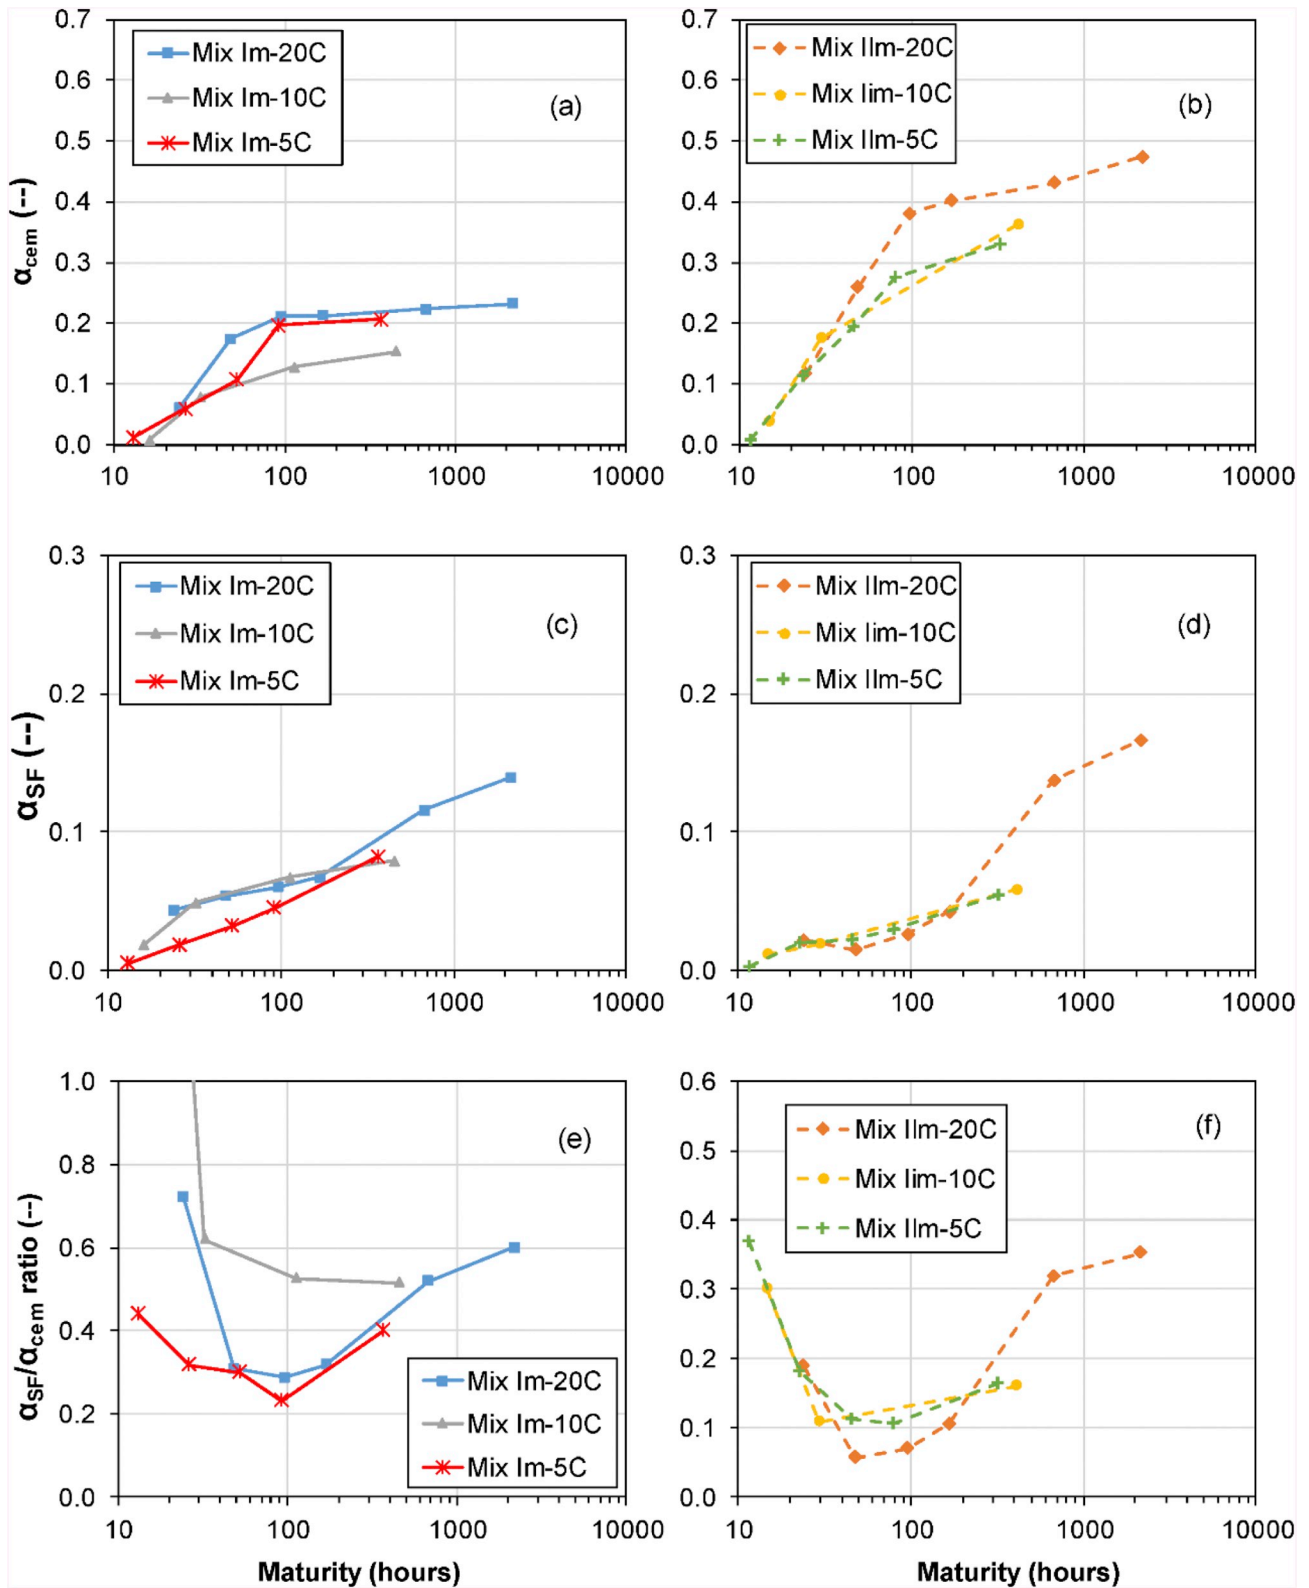 0.7
0.6
0.5
0.4
0.3
0.2
0.1
0.0
αcem (--)
Mix Im-20C
Mix Im-10C
Mix Im-5C
(a)
10 100 1000 10000
0.7
0.6
0.5
0.4
0.3
0.2
0.1
0.0
Mix IIm-20C
Mix Iim-10C
Mix IIm-5C
(b)
10 100 1000 10000
0.3
0.2
0.1
0.0
αSF (--)
Mix Im-20C
Mix Im-10C
Mix Im-5C
(c)
10 100 1000 10000
0.3
0.2
0.1
0.0
Mix IIm-20C
Mix Iim-10C
Mix IIm-5C
(d)
10 100 1000 10000
1.0
0.8
0.6
0.4
0.2
0.0
αSF/αcem ratio (--)
(e)
Mix Im-20C
Mix Im-10C
Mix Im-5C
10 100 1000 10000
Maturity (hours)
0.6
0.5
0.4
0.3
0.2
0.1
0.0
Mix IIm-20C
Mix Iim-10C
Mix IIm-5C
(f)
10 100 1000 10000
Maturity (hours)